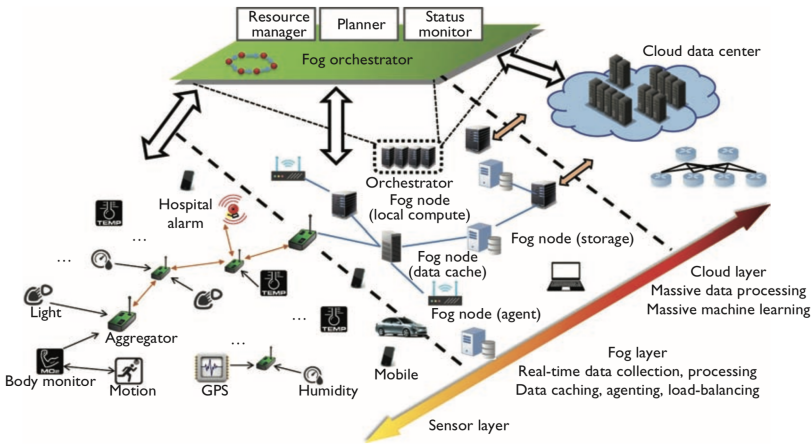 Resource
manager
Planner
Status
monitor
Fog orchestrator
Cloud data center
Orchestrator
Fog node
(local compute)
Hospital
alarm
TEMP
...
Fog node (storage)
Fog node
(data cache)
...
TEMP
Cloud layer
Massive data processing
Massive machine learning
Light
Fog node (agent)
...
TEMP
Aggregator
...
Fog layer
Real-time data collection, processing
Data caching, agenting, load-balancing
Mobile
Body monitor
Motion
GPS
Humidity
Sensor layer